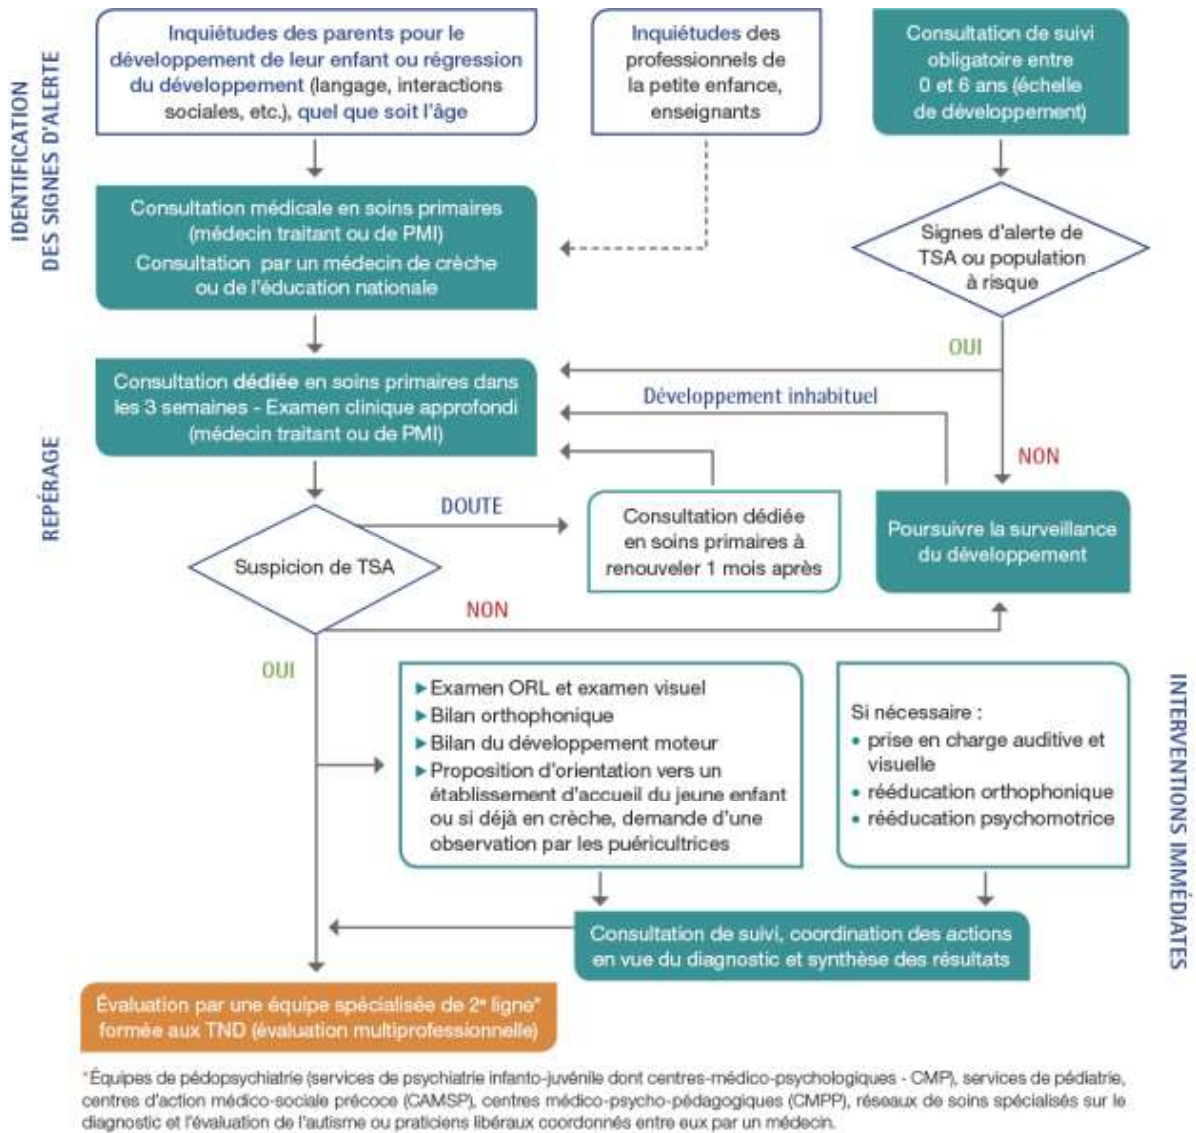 IDENTIFICATION
DES SIGNES D'ALERTE
Inquiétudes des parents pour le
développement de leur enfant ou régression
du développement (langage, interactions
sociales, etc.), quel que soit l'âge
Inquiétudes des
professionnels de
la petite enfance,
enseignants
Consultation de suivi
obligatoire entre
0 et 6 ans (échelle
de développement)
Consultation médicale en soins primaires
(médecin traitant ou de PMI)
Consultation par un médecin de crèche
ou de l'éducation nationale
Signes d'alerte de
TSA ou population
à risque
OUI
NON
REPÉRAGE
Consultation dédiée en soins primaires dans
les 3 semaines - Examen clinique approfondi
(médecin traitant ou de PMI)
Développement inhabituel
Suspicion de TSA
DOUTE
Consultation dédiée
en soins primaires à
renouveler 1 mois après
Poursuivre la surveillance
du développement
NON
OUI
INTERVENTIONS IMMÉDIATES
▶ Examen ORL et examen visuel
▶ Bilan orthophonique
▶ Bilan du développement moteur
▶ Proposition d'orientation vers un
établissement d'accueil du jeune enfant
ou si déjà en crèche, demande d'une
observation par les puéricultrices
Si nécessaire :
• prise en charge auditive et
visuelle
• rééducation orthophonique
• rééducation psychomotrice
Consultation de suivi, coordination des actions
en vue du diagnostic et synthèse des résultats
Évaluation par une équipe spécialisée de 2e ligne*
formée aux TND (évaluation multiprofessionnelle)
*Équipes de pédopsychiatrie (services de psychiatrie infanto-juvénile dont centres-médico-psychologiques - CMP), services de pédiatrie,
centres d'action médico-sociale précoce (CAMSP), centres médico-psycho-pédagogiques (CMPP), réseaux de soins spécialisés sur le
diagnostic et l'évaluation de l'autisme ou praticiens libéraux coordonnés entre eux par un médecin.